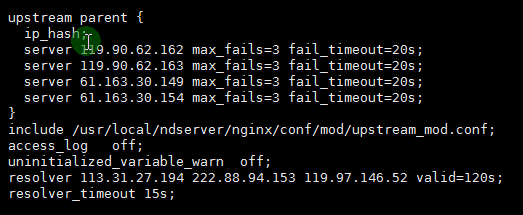 upstream parent {
  ip_hash;
  server 119.90.62.162 max_fails=3 fail_timeout=20s;
  server 119.90.62.163 max_fails=3 fail_timeout=20s;
  server 61.163.30.149 max_fails=3 fail_timeout=20s;
  server 61.163.30.154 max_fails=3 fail_timeout=20s;
}
include /usr/local/ndserver/nginx/conf/mod/upstream_mod.conf;
access_log   off;
uninitialized_variable_warn  off;
resolver 113.31.27.194 222.88.94.153 119.97.146.52 valid=120s;
resolver_timeout 15s;